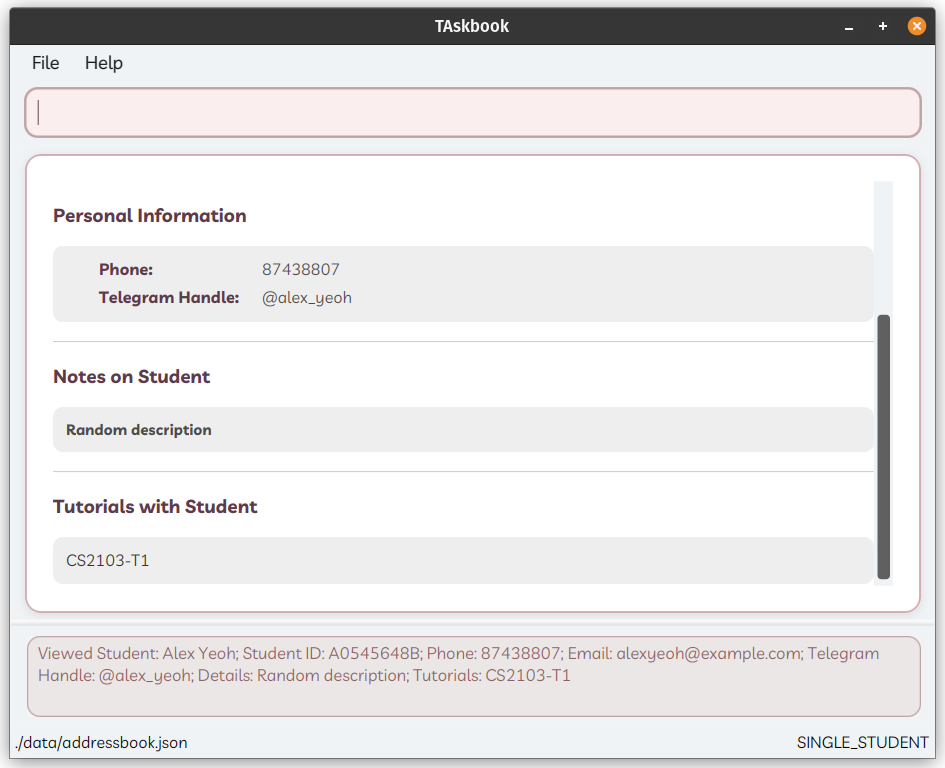 TAskbook
File Help
Personal Information
Phone: 87438807
Telegram Handle: @alex_yeoh
Notes on Student
Random description
Tutorials with Student
CS2103-T1
Viewed Student: Alex Yeoh; Student ID: A0545648B; Phone: 87438807; Email: alexyeoh@example.com; Telegram
Handle: @alex_yeoh; Details: Random description; Tutorials: CS2103-T1
./data/addressbook.json SINGLE_STUDENT